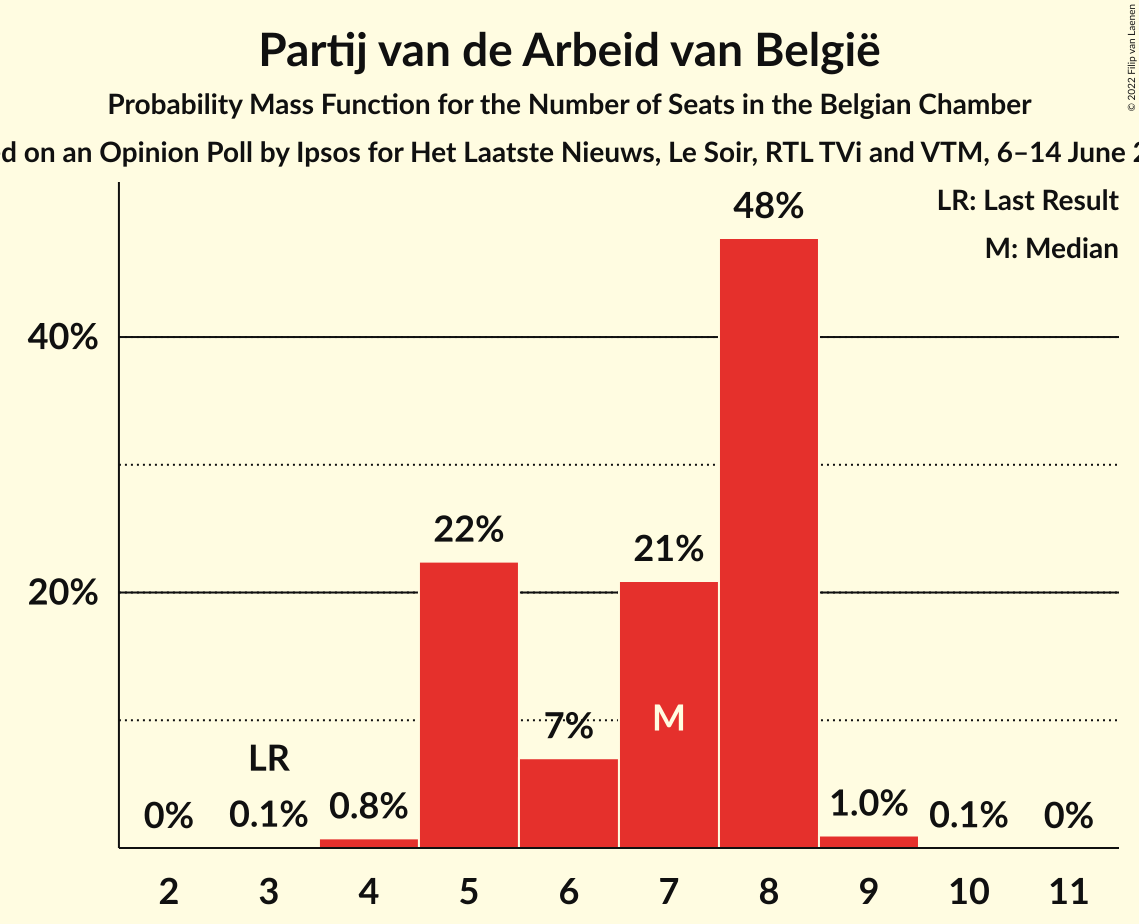 Partij van de Arbeid van België
Probability Mass Function for the Number of Seats in the Belgian Chamber
on an Opinion Poll by Ipsos for Het Laatste Nieuws, Le Soir, RTL TVi and VTM, 6–14 June
© 2022 Filip van Laenen
LR: Last Result
M: Median
48%
40%
22%
21%
20%
M
7%
LR
0% 0.1% 0.8% 1.0% 0.1% 0%
2 3 4 5 6 7 8 9 10 11